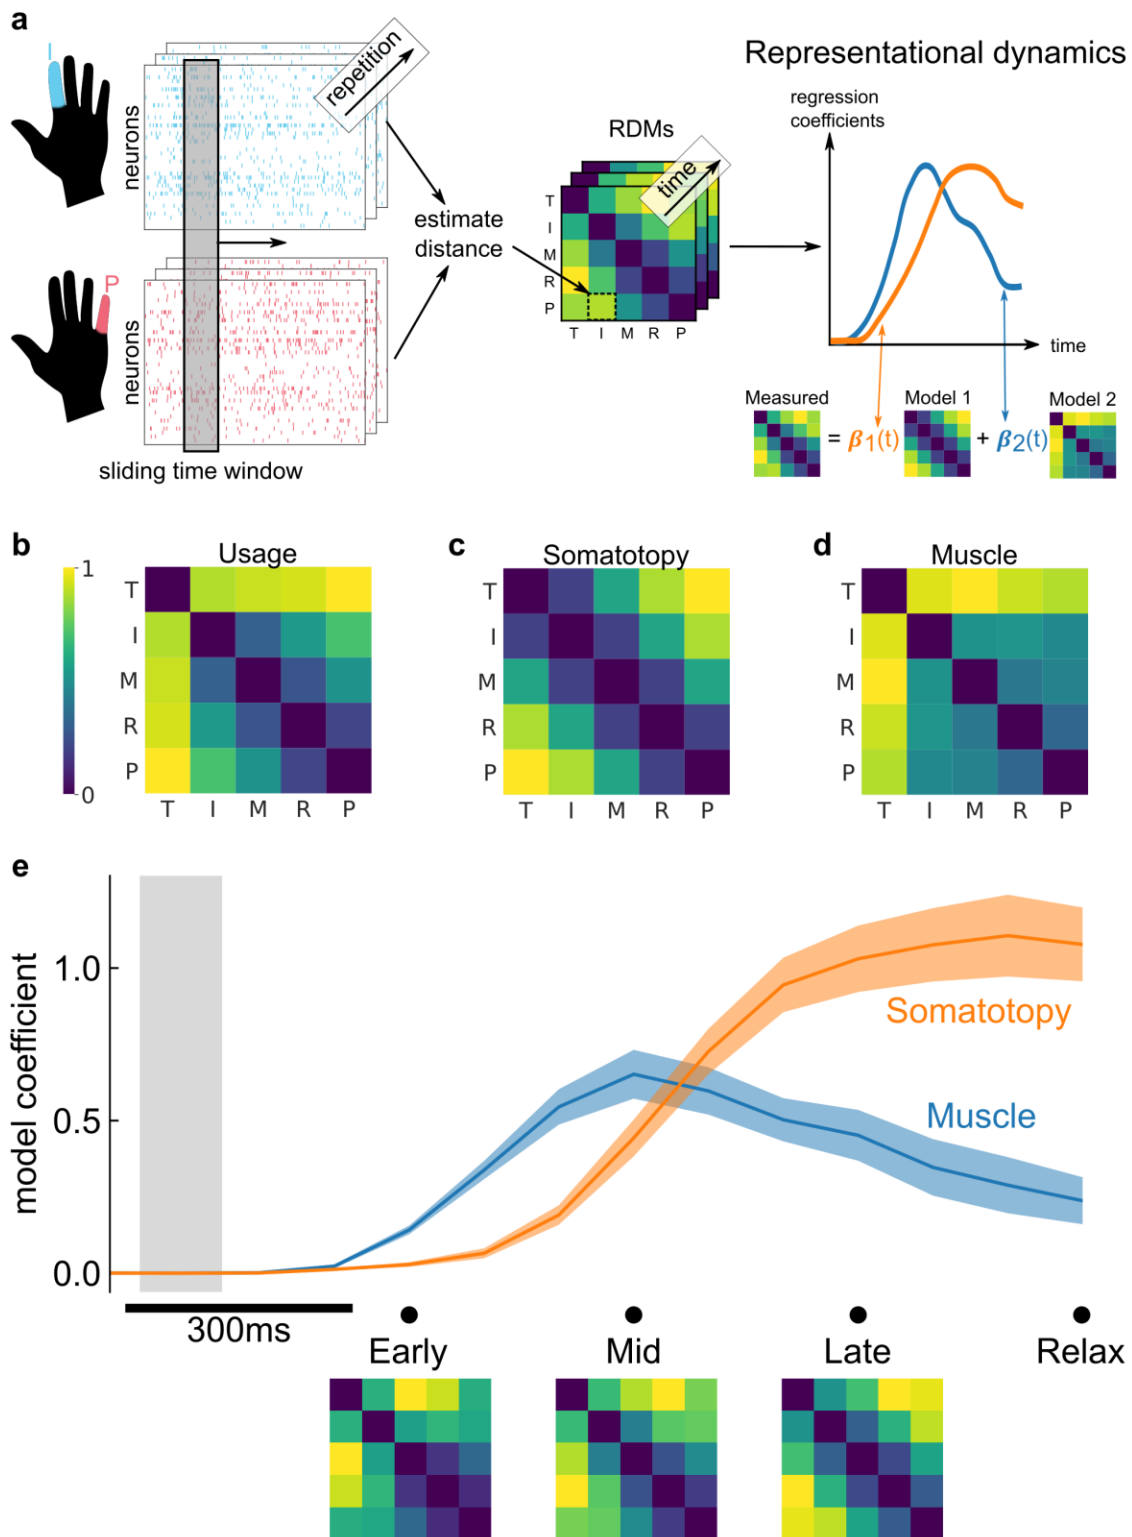 a
I
neurons
repetition
P
neurons
sliding time window
estimate
distance
RDMs
time
T
I
M
R
P
T I M R P
Representational dynamics
regression
coefficients
time
Measured
Model 1
Model 2
= β1(t)
+ β2(t)
b
Usage
1
0
T
I
M
R
P
T I M R P
c
Somatotopy
T
I
M
R
P
T I M R P
d
Muscle
T
I
M
R
P
T I M R P
e
model coefficient
1.0
0.5
0.0
Somatotopy
Muscle
300ms
Early
Mid
Late
Relax